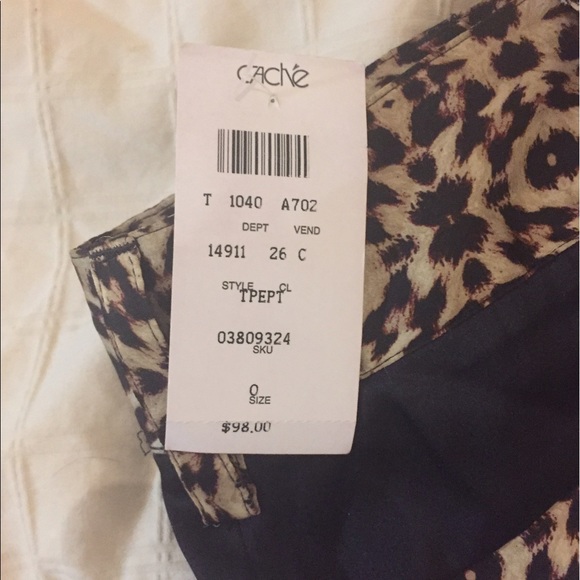 Caché
T 1040 A702
DEPT VEND
14911 26 C
STYLE CL
TPEPT
03809324
SKU
0
SIZE
$98.00